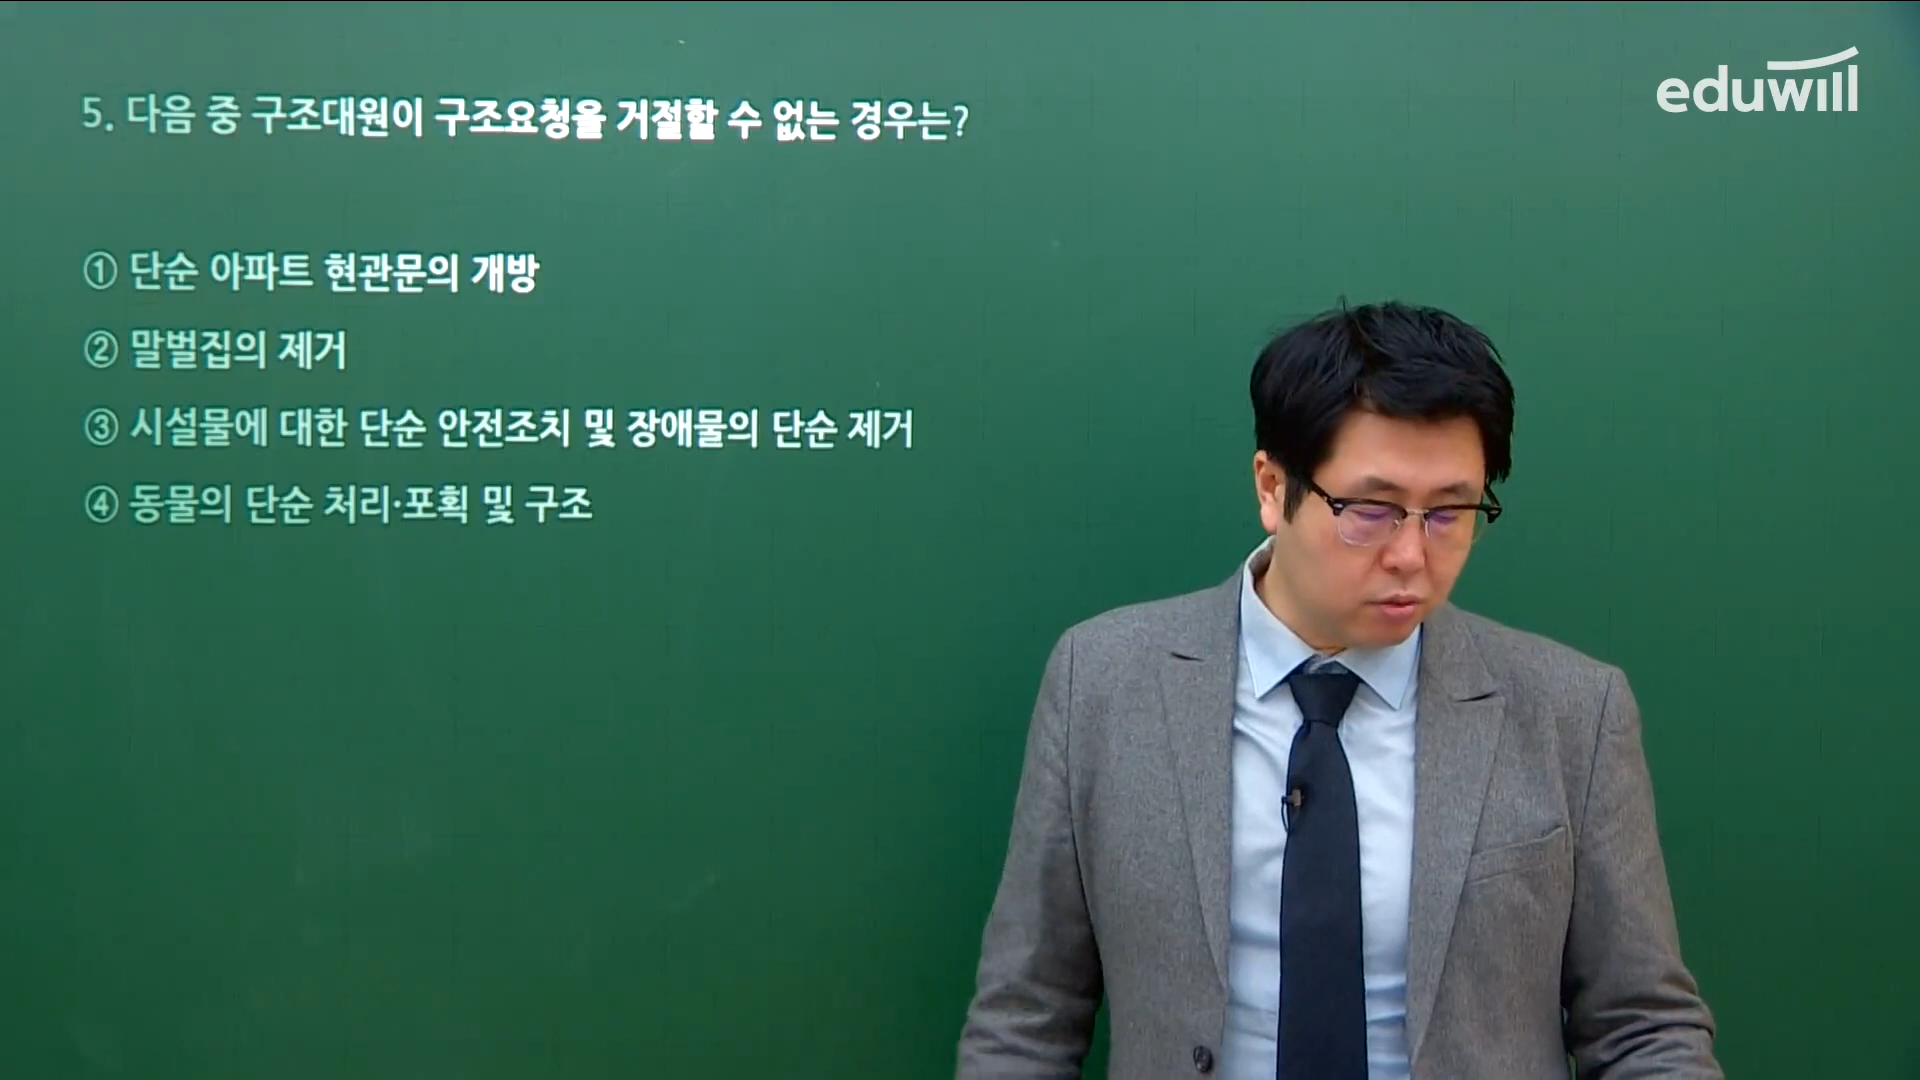 eduwill
5. 다음 중 구조대원이 구조요청을 거절할 수 없는 경우는?
① 단순 아파트 현관문의 개방
② 말벌집의 제거
③ 시설물에 대한 단순 안전조치 및 장애물의 단순 제거
④ 동물의 단순 처리·포획 및 구조